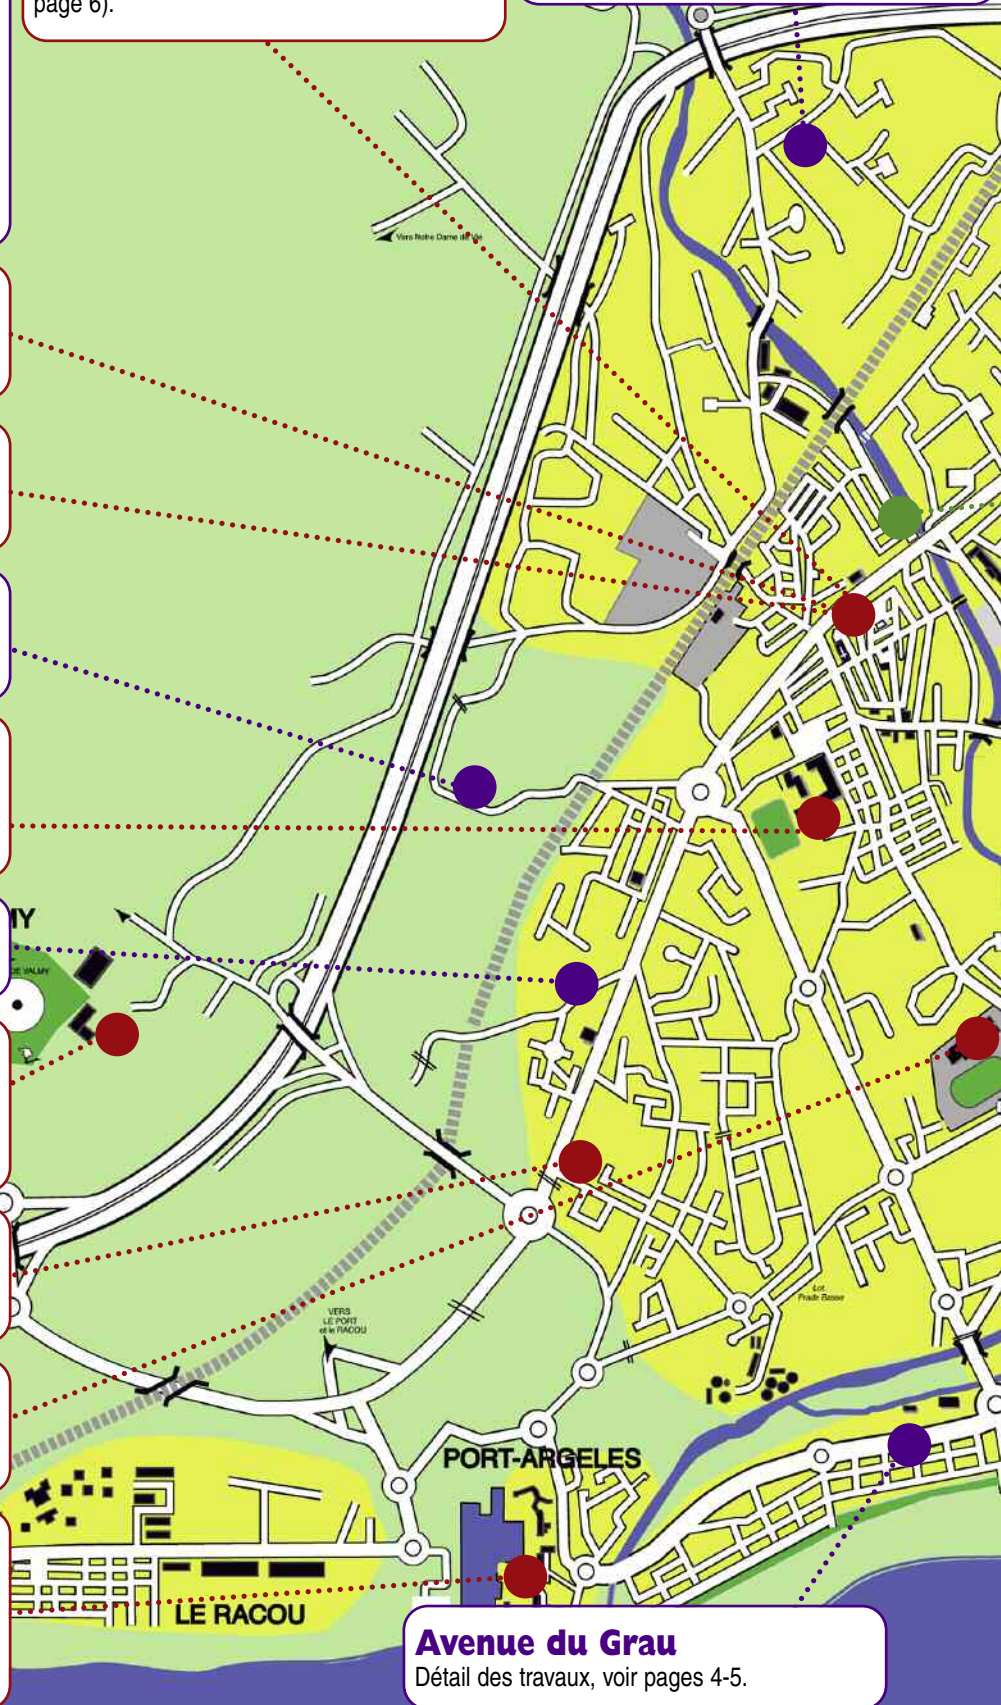 page 6).
Vers Notre Dame de Vie
MY
DE VALMY
VERS
LE PORT
et le RACOU
Lot.
Prade Basse
PORT-ARGELES
LE RACOU
Avenue du Grau
Détail des travaux, voir pages 4-5.